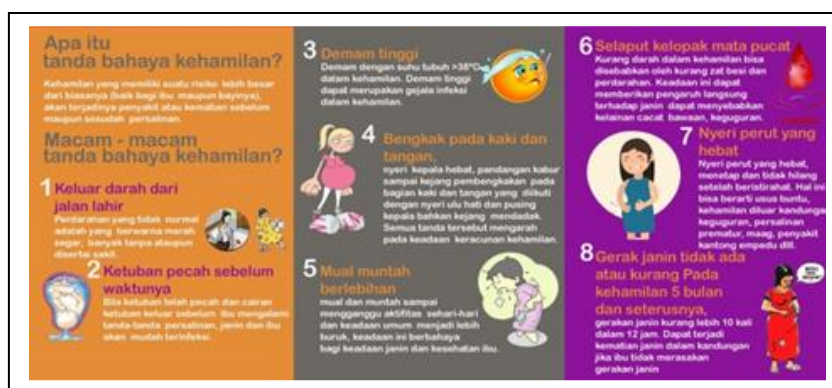 Apa itu
tanda bahaya kehamilan?
Kehamilan yang memiliki suatu risiko lebih besar
dari biasanya (baik bagi ibu maupun bayinya),
akan terjadinya penyakit atau kematian sebelum
maupun sesudah persalinan.
Macam - macam
tanda bahaya kehamilan?
1 Keluar darah dari
jalan lahir
Perdarahan yang tidak normal
adalah yang berwarna merah
segar, banyak tanpa ataupun
disertai sakit.
2 Ketuban pecah sebelum
waktunya
Bila ketuban telah pecah dan cairan
ketuban keluar sebelum ibu mengalami
tanda-tanda persalinan, janin dan ibu
akan mudah terinfeksi.
3 Demam tinggi
Demam dengan suhu tubuh >38°C
dalam kehamilan. Demam tinggi
dapat merupakan gejala infeksi
dalam kehamilan.
4 Bengkak pada kaki dan
tangan,
nyeri kepala hebat, pandangan kabur
sampai kejang pembengkakan pada
bagian kaki dan tangan yang diikuti
dengan nyeri ulu hati dan pusing
kepala bahkan kejang mendadak.
Semua tanda tersebut mengarah
pada keadaan keracunan kehamilan.
5 Mual muntah
berlebihan
mual dan muntah sampai
mengganggu aktifitas sehari-hari
dan keadaan umum menjadi lebih
buruk, keadaan ini berbahaya
bagi keadaan janin dan kesehatan ibu.
6 Selaput kelopak mata pucat
Kurang darah dalam kehamilan bisa
disebabkan oleh kurang zat besi dan
perdarahan. Keadaan ini dapat
memberikan pengaruh langsung
terhadap janin dapat menyebabkan
kelainan cacat bawaan, keguguran.
7 Nyeri perut yang
hebat
Nyeri perut yang hebat,
menetap dan tidak hilang
setelah beristirahat. Hal ini
bisa berarti usus buntu,
kehamilan diluar kandungan
keguguran, persalinan
prematur, maag, penyakit
kantong empedu dll.
8 Gerak janin tidak ada
atau kurang Pada
kehamilan 5 bulan
dan seterusnya,
gerakan janin kurang lebih 10 kali
dalam 12 jam. Dapat terjadi
kematian janin dalam kandungan
jika ibu tidak merasakan
gerakan janin